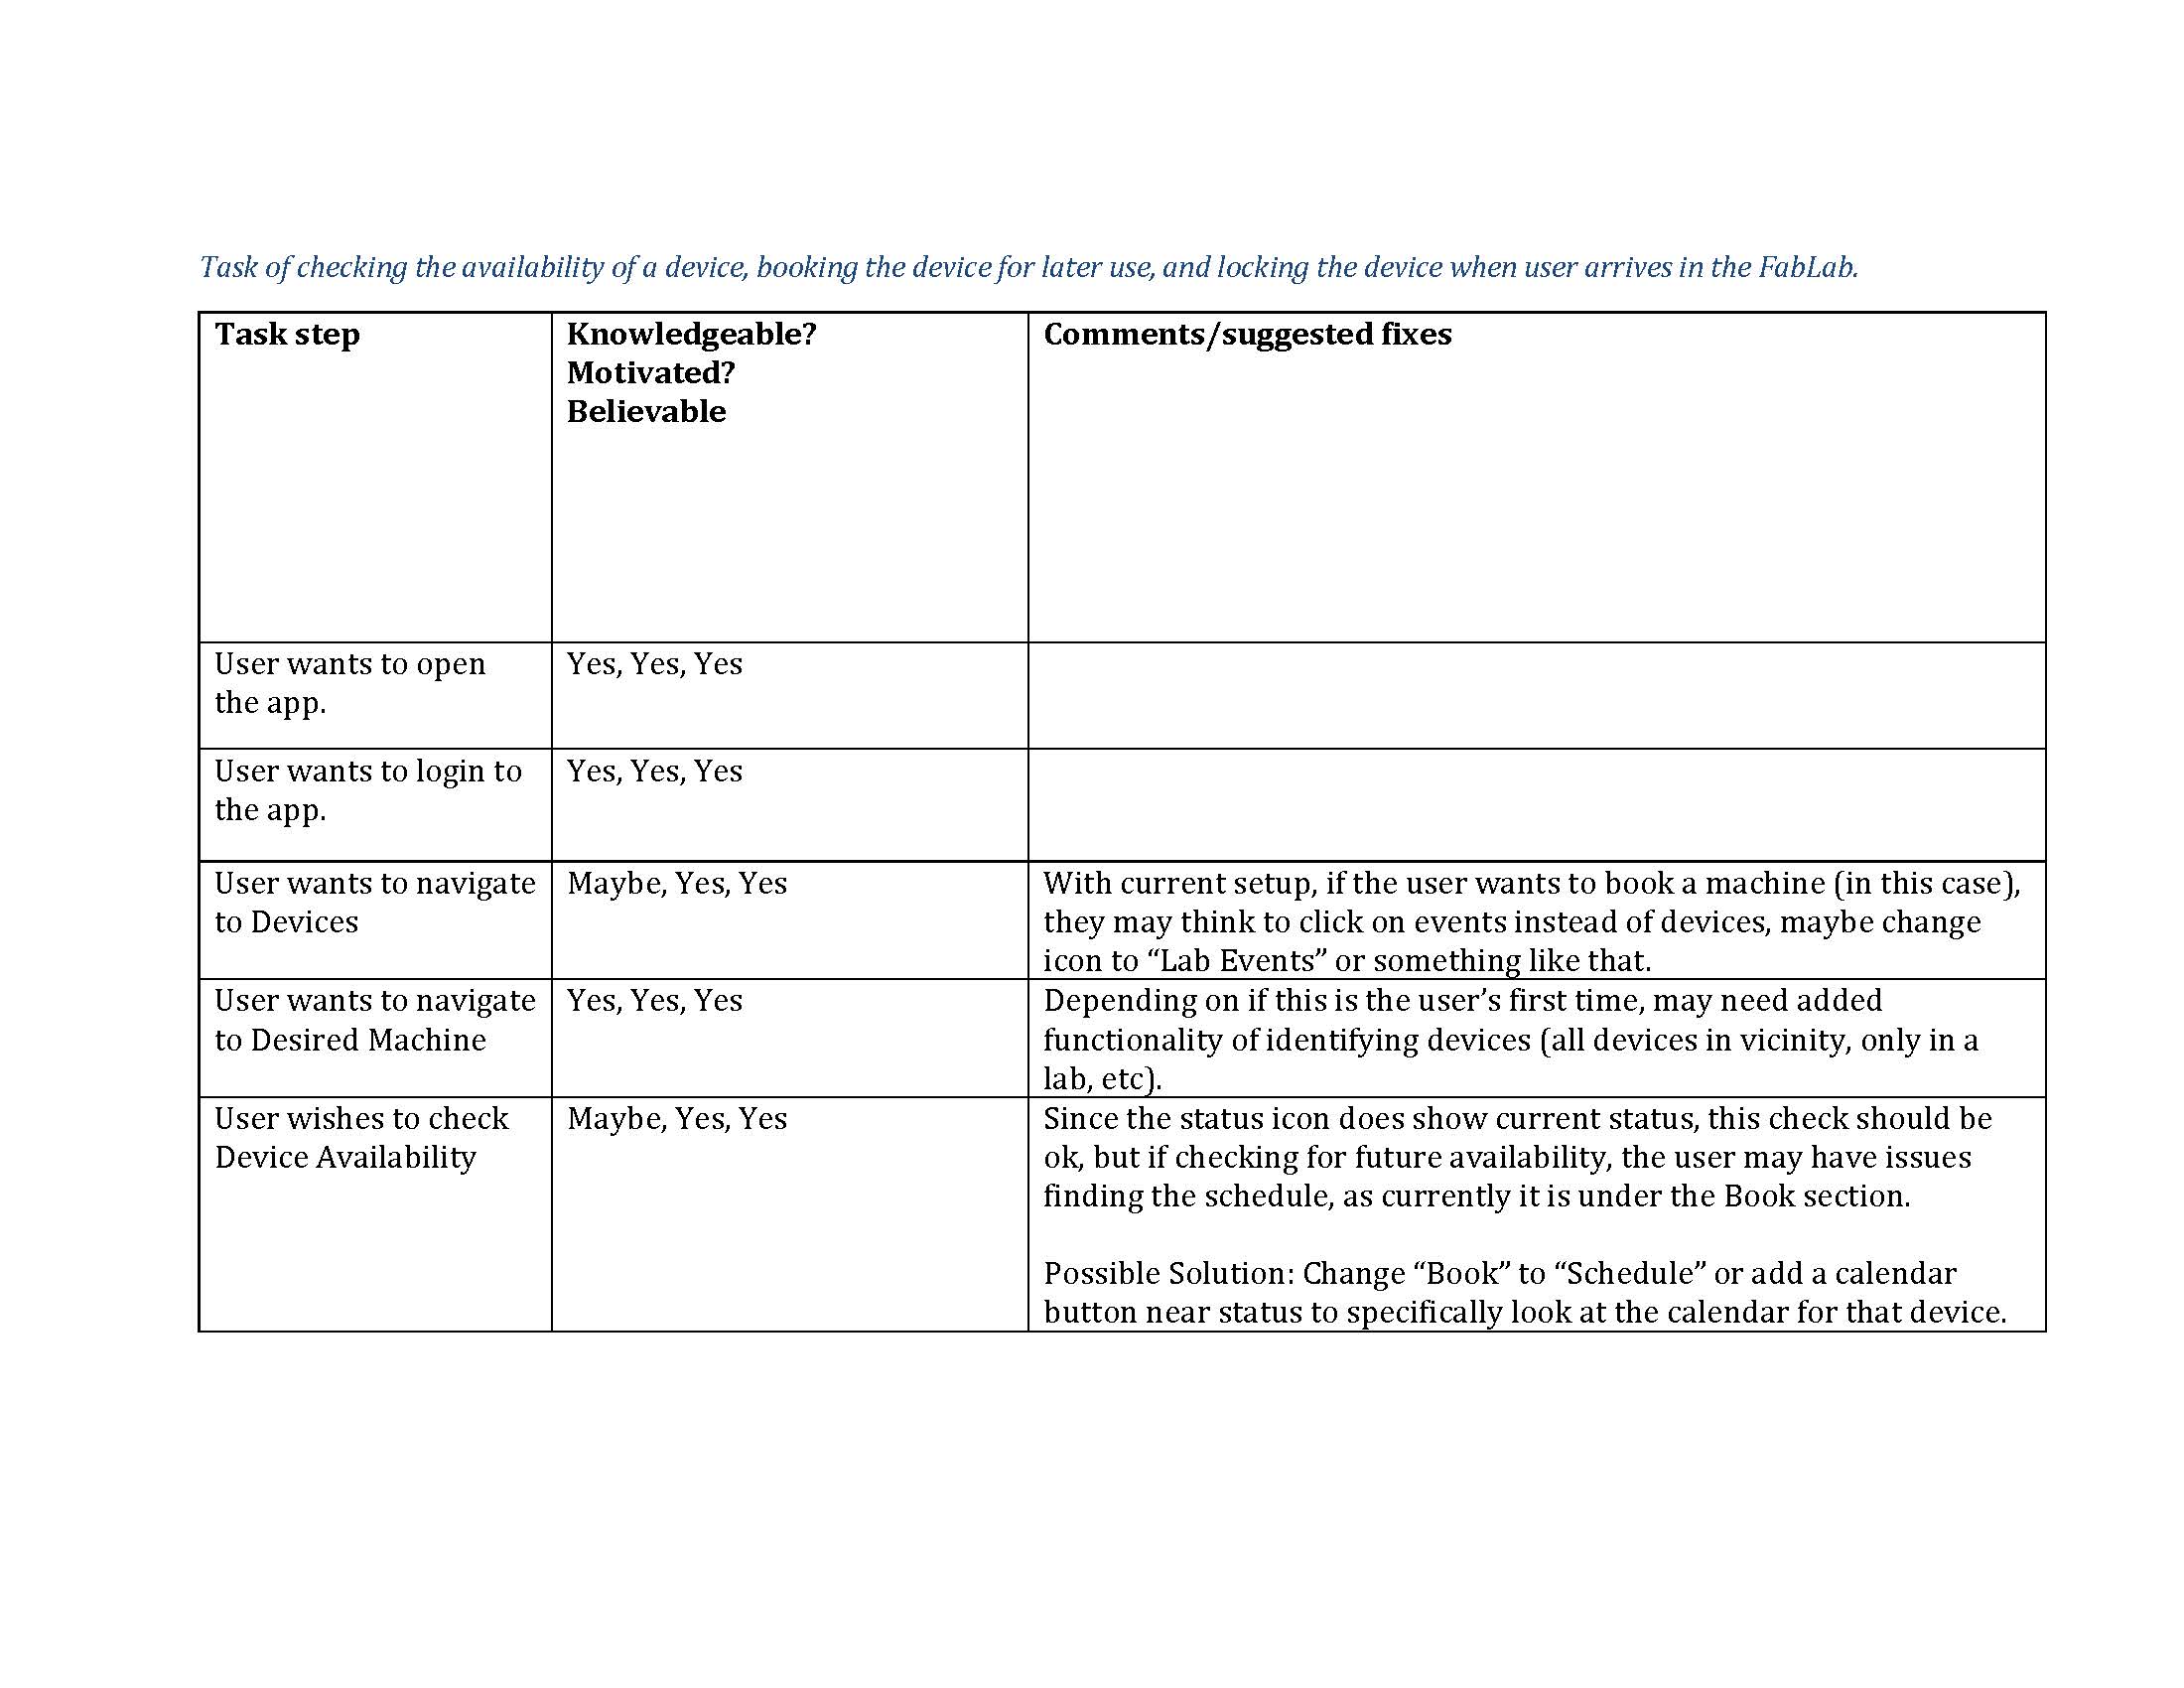 Task of checking the availability of a device, booking the device for later use, and locking the device when user arrives in the FabLab.
Task step
Knowledgeable?
Motivated?
Believable
Comments/suggested fixes
User wants to open
the app.
Yes, Yes, Yes
User wants to login to
the app.
Yes, Yes, Yes
User wants to navigate
to Devices
Maybe, Yes, Yes
With current setup, if the user wants to book a machine (in this case),
they may think to click on events instead of devices, maybe change
icon to “Lab Events” or something like that.
User wants to navigate
to Desired Machine
Yes, Yes, Yes
Depending on if this is the user’s first time, may need added
functionality of identifying devices (all devices in vicinity, only in a
lab, etc).
User wishes to check
Device Availability
Maybe, Yes, Yes
Since the status icon does show current status, this check should be
ok, but if checking for future availability, the user may have issues
finding the schedule, as currently it is under the Book section.
Possible Solution: Change “Book” to “Schedule” or add a calendar
button near status to specifically look at the calendar for that device.